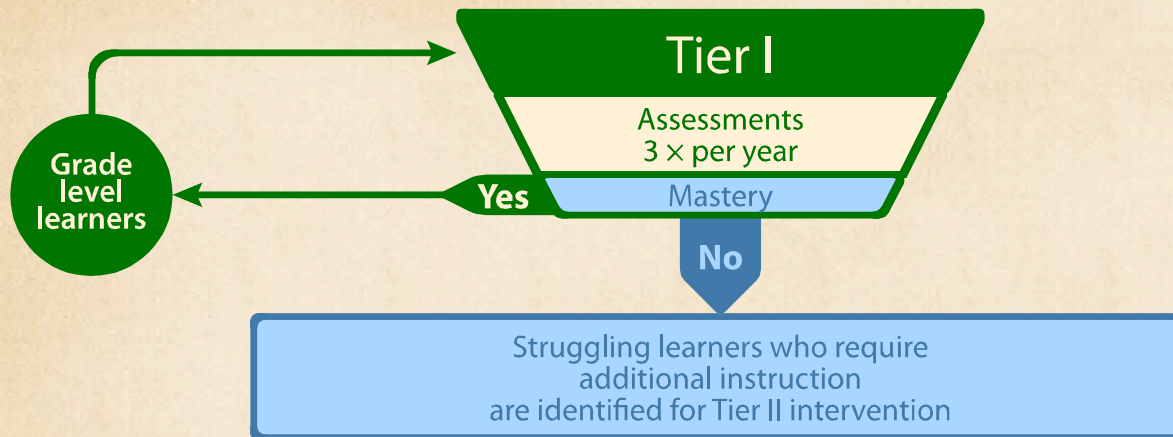 Tier I
Assessments
3 × per year
Grade
level
learners
Yes
Mastery
No
Struggling learners who require
additional instruction
are identified for Tier II intervention